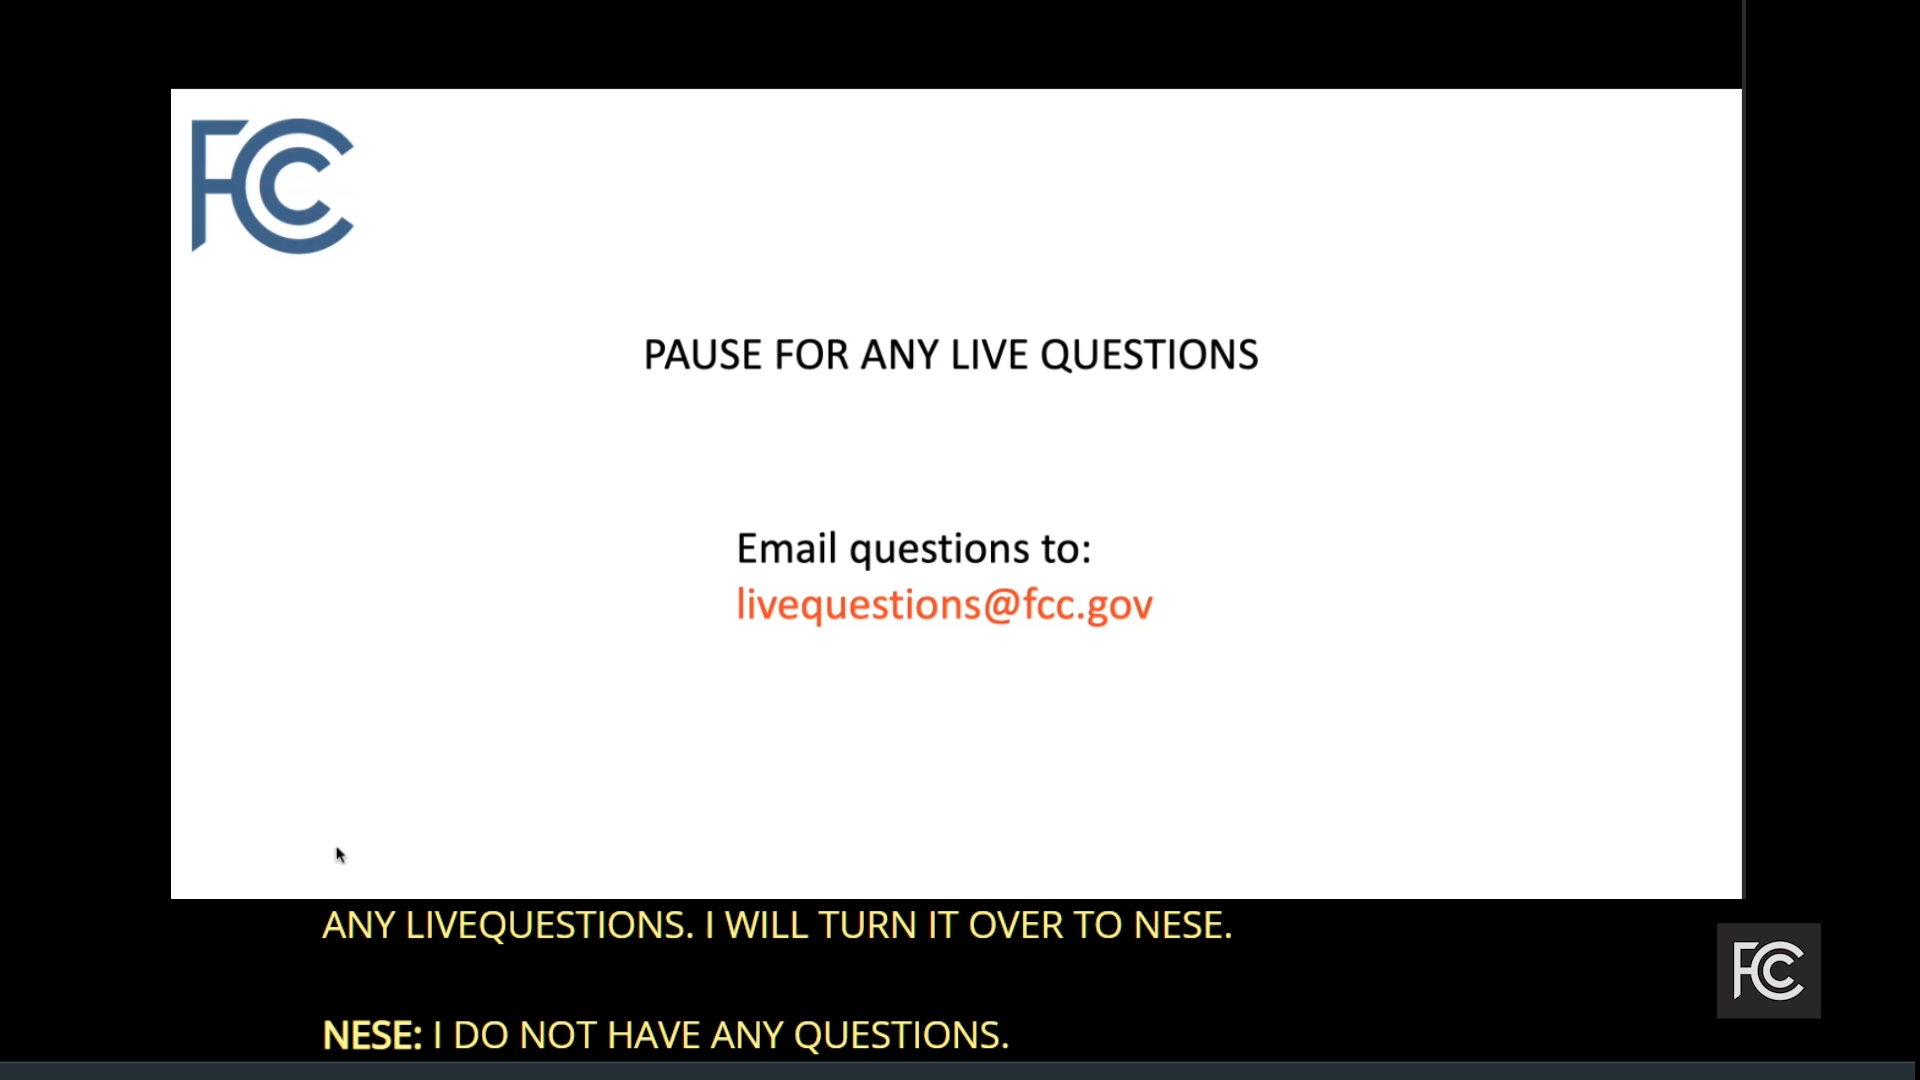 FCC
PAUSE FOR ANY LIVE QUESTIONS
Email questions to:
livequestions@fcc.gov
ANY LIVEQUESTIONS. I WILL TURN IT OVER TO NESE.
NESE: I DO NOT HAVE ANY QUESTIONS.
FCC